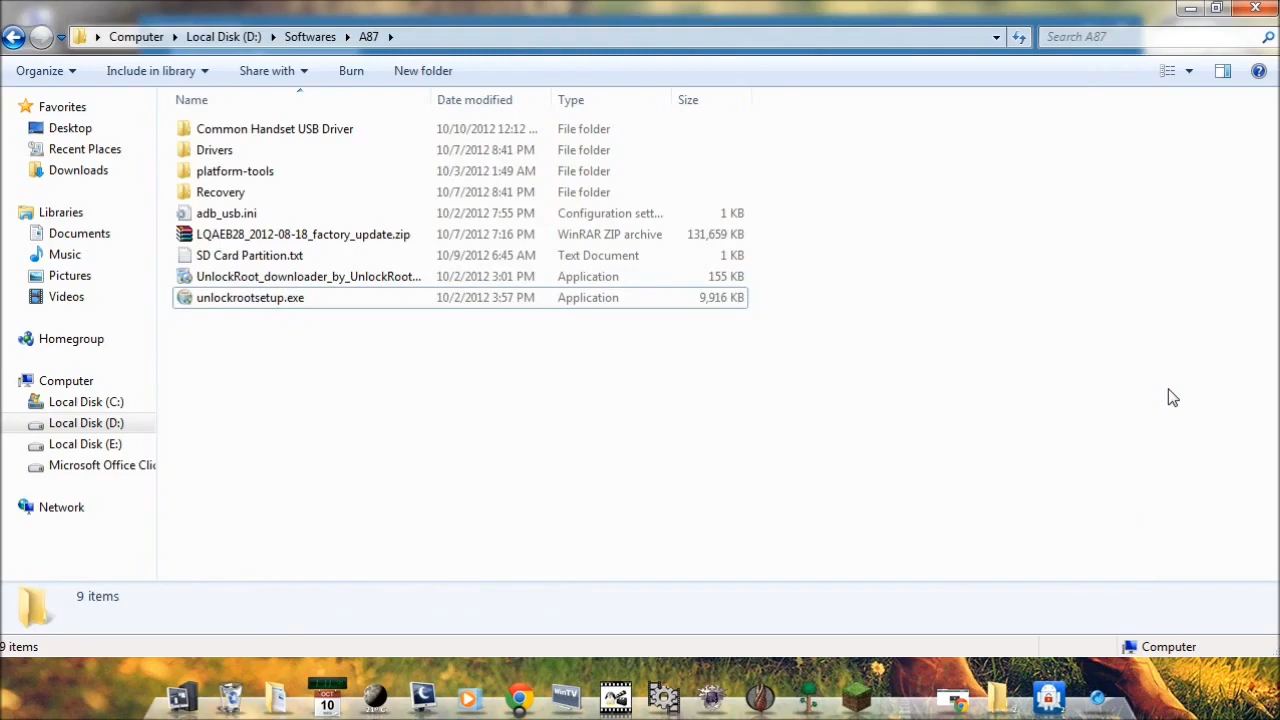 Computer Local Disk (D:) Softwares A87 Search A87
Organize Include in library Share with Burn New folder
Name Date modified Type Size
Favorites
Desktop
Recent Places
Downloads
Libraries
Documents
Music
Pictures
Videos
Homegroup
Computer
Local Disk (C:)
Local Disk (D:)
Local Disk (E:)
Microsoft Office Clic
Network
Common Handset USB Driver 10/10/2012 12:12 ... File folder
Drivers 10/7/2012 8:41 PM File folder
platform-tools 10/3/2012 1:49 AM File folder
Recovery 10/7/2012 8:41 PM File folder
adb_usb.ini 10/2/2012 7:55 PM Configuration sett... 1 KB
LQAEB28_2012-08-18_factory_update.zip 10/7/2012 7:16 PM WinRAR ZIP archive 131,659 KB
SD Card Partition.txt 10/9/2012 6:45 AM Text Document 1 KB
UnlockRoot_downloader_by_UnlockRoot... 10/2/2012 3:01 PM Application 155 KB
unlockrootsetup.exe 10/2/2012 3:57 PM Application 9,916 KB
9 items
9 items Computer
OCT
10
WinTV